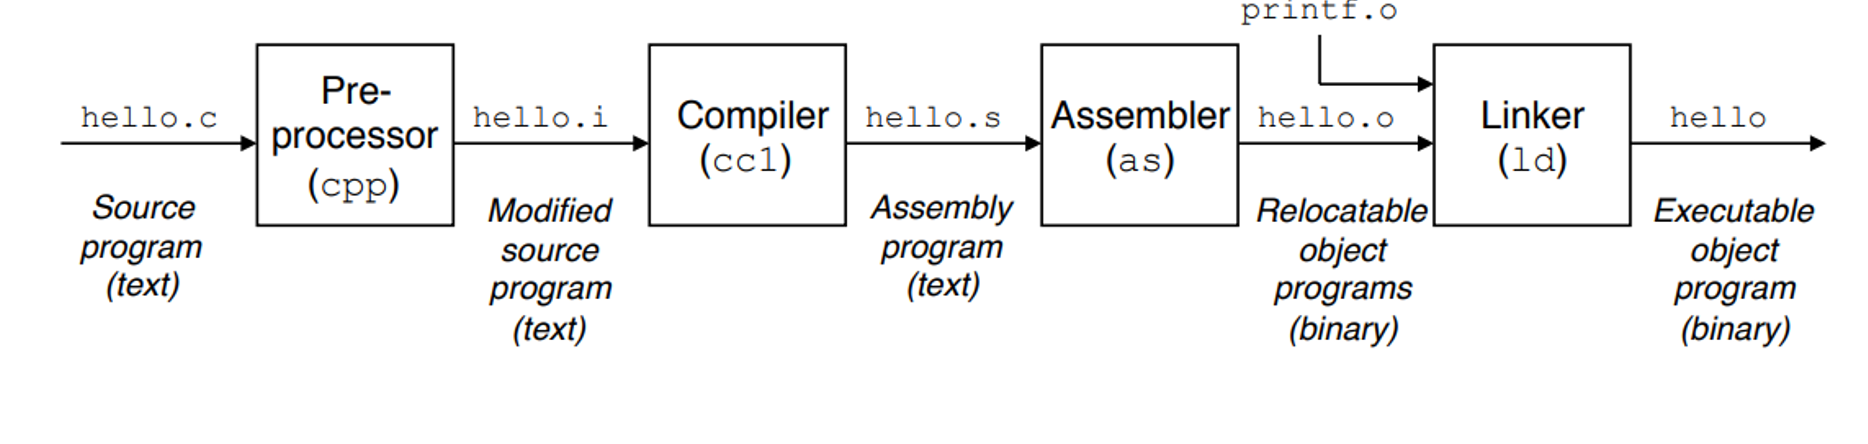 printf.o
hello.c
Pre-
processor
(cpp)
hello.i
Compiler
(cc1)
hello.s
Assembler
(as)
hello.o
Linker
(ld)
hello
Source
program
(text)
Modified
source
program
(text)
Assembly
program
(text)
Relocatable
object
programs
(binary)
Executable
object
program
(binary)